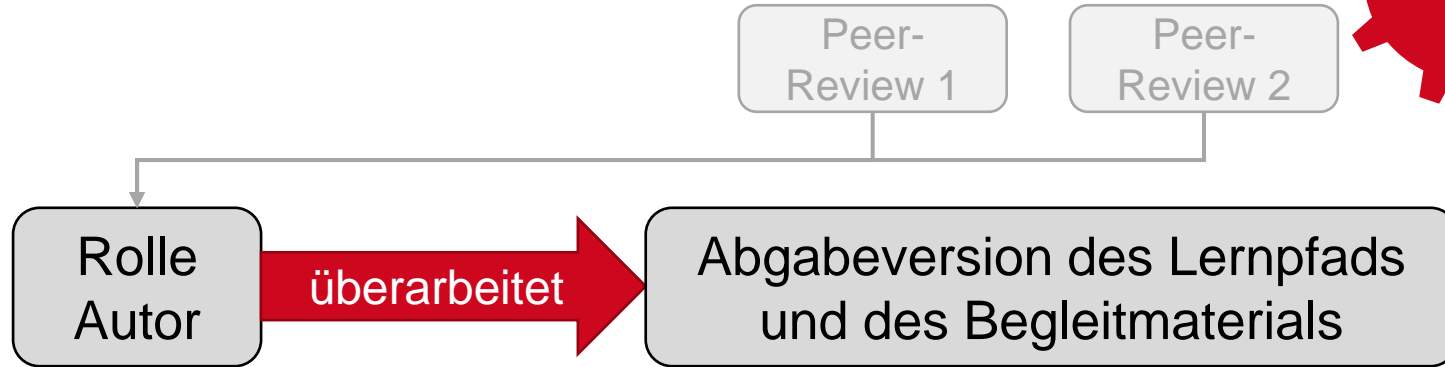 Peer-
Review 1
Peer-
Review 2
Rolle
Autor
überarbeitet
Abgabeversion des Lernpfads
und des Begleitmaterials